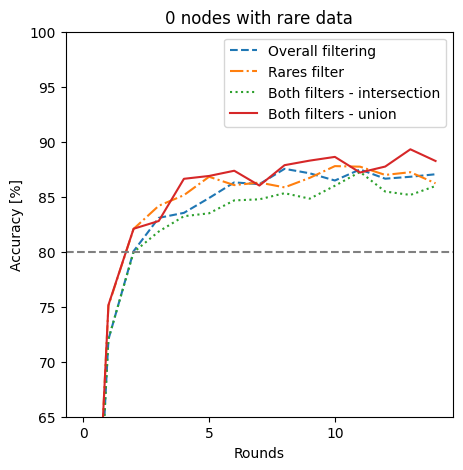 0 nodes with rare data
100
95
90
85
80
75
70
65
Accuracy [%]
Overall filtering
Rares filter
Both filters - intersection
Both filters - union
0
5
10
Rounds